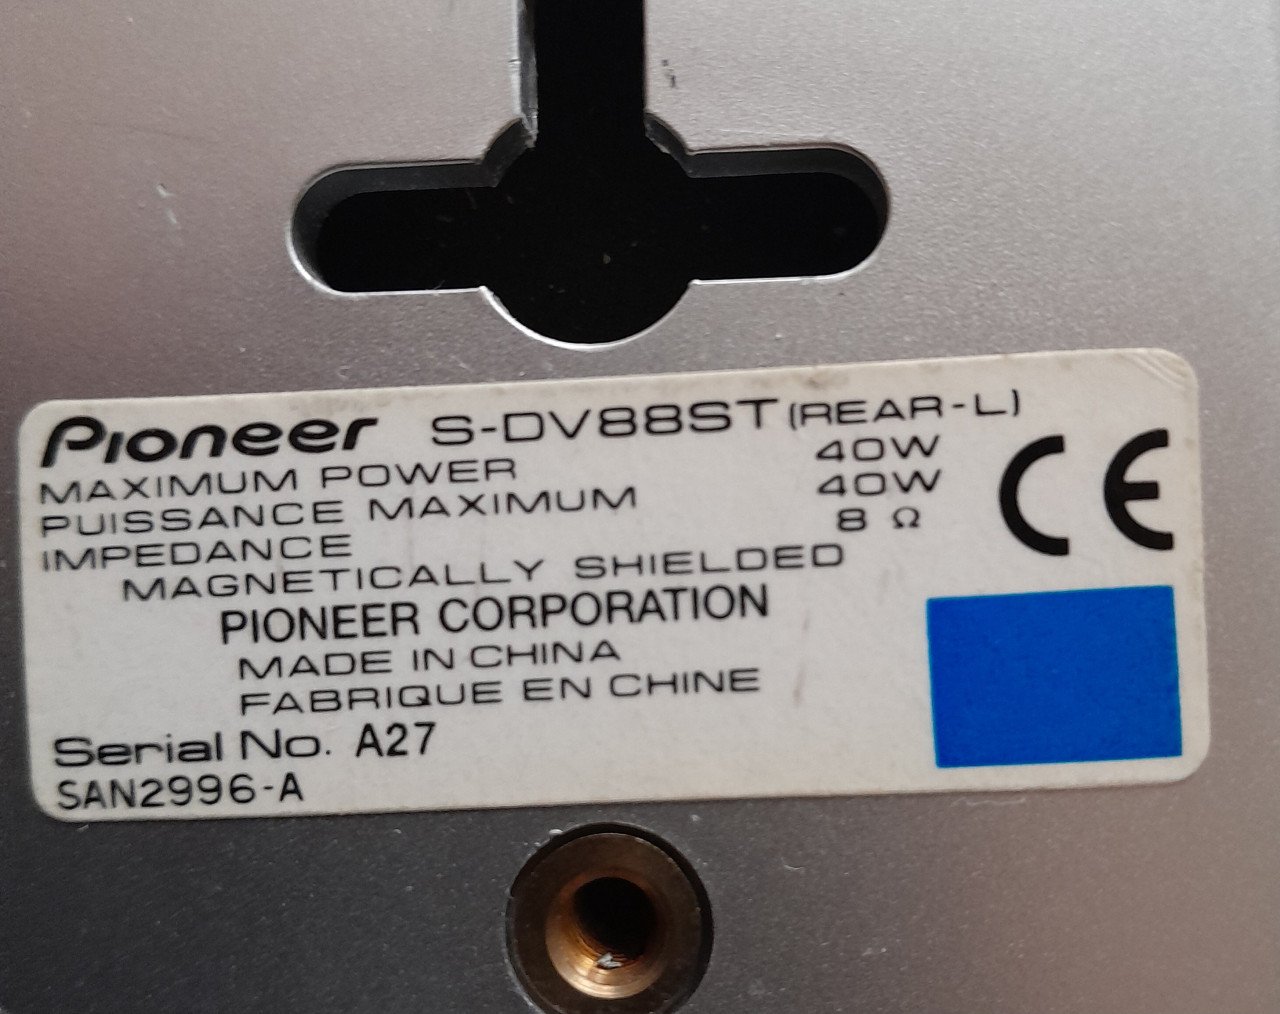 Pioneer S-DV88ST (REAR-L)
MAXIMUM POWER 40W
PUISSANCE MAXIMUM 40W
IMPEDANCE 8 Ω
MAGNETICALLY SHIELDED
PIONEER CORPORATION
MADE IN CHINA
FABRIQUE EN CHINE
Serial No. A27
SAN2996-A
CE